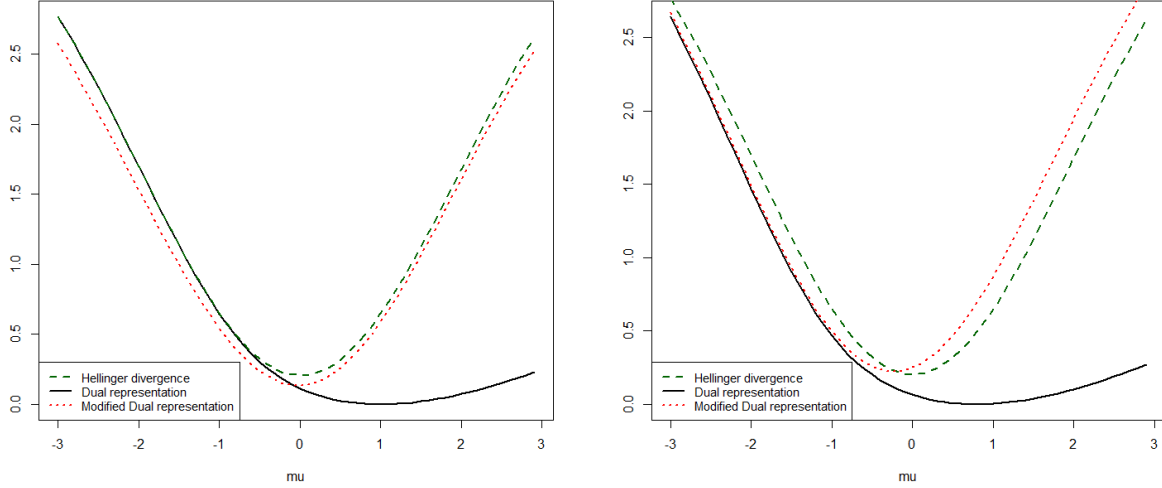 2.5
2.0
1.5
1.0
0.5
0.0
Hellinger divergence
Dual representation
Modified Dual representation
-3 -2 -1 0 1 2 3
mu
2.5
2.0
1.5
1.0
0.5
0.0
Hellinger divergence
Dual representation
Modified Dual representation
-3 -2 -1 0 1 2 3
mu